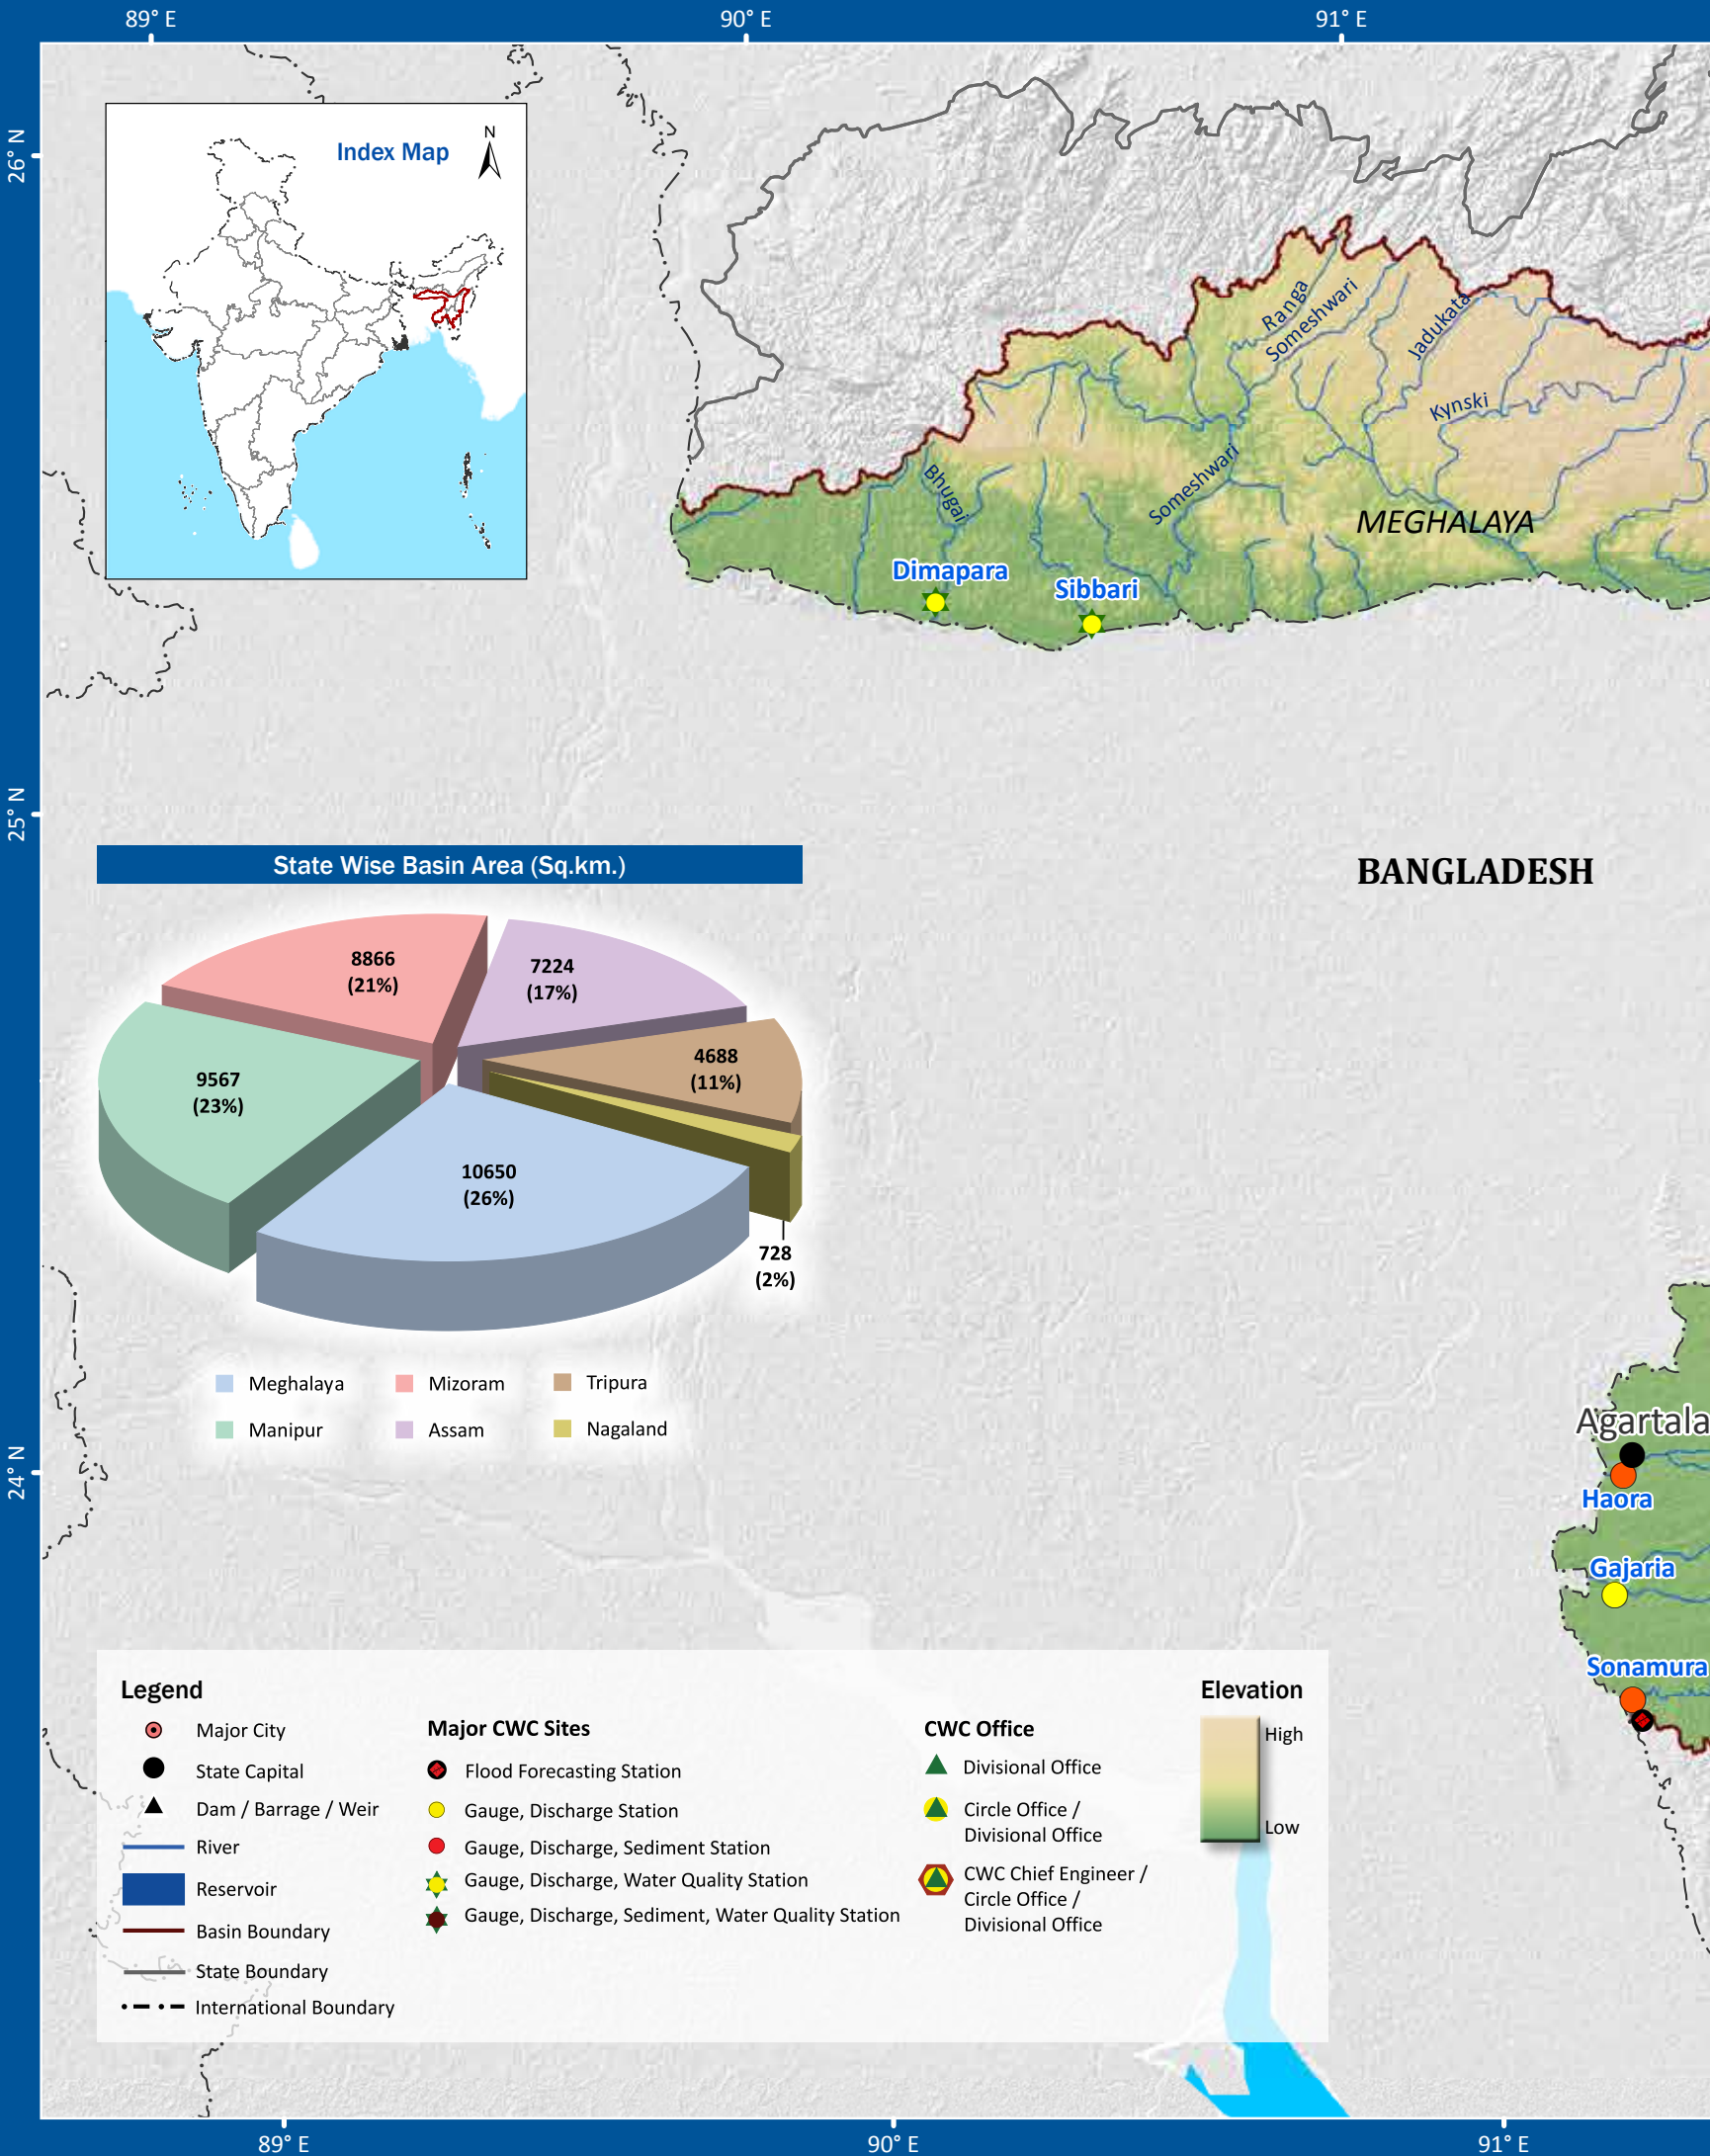 89° E
90° E
91° E
26° N
25° N
24° N
Index Map
N
Ranga
Someshwari
Jadukata
Kynski
Bhugai
Someshwari
MEGHALAYA
Dimapara
Sibbari
BANGLADESH
State Wise Basin Area (Sq.km.)
8866
(21%)
7224
(17%)
4688
(11%)
9567
(23%)
10650
(26%)
728
(2%)
Meghalaya
Mizoram
Tripura
Manipur
Assam
Nagaland
Agartala
Haora
Gajaria
Sonamura
Legend
Major City
State Capital
Dam / Barrage / Weir
River
Reservoir
Basin Boundary
State Boundary
International Boundary
Major CWC Sites
Flood Forecasting Station
Gauge, Discharge Station
Gauge, Discharge, Sediment Station
Gauge, Discharge, Water Quality Station
Gauge, Discharge, Sediment, Water Quality Station
CWC Office
Divisional Office
Circle Office /
Divisional Office
CWC Chief Engineer /
Circle Office /
Divisional Office
Elevation
High
Low
89° E
90° E
91° E